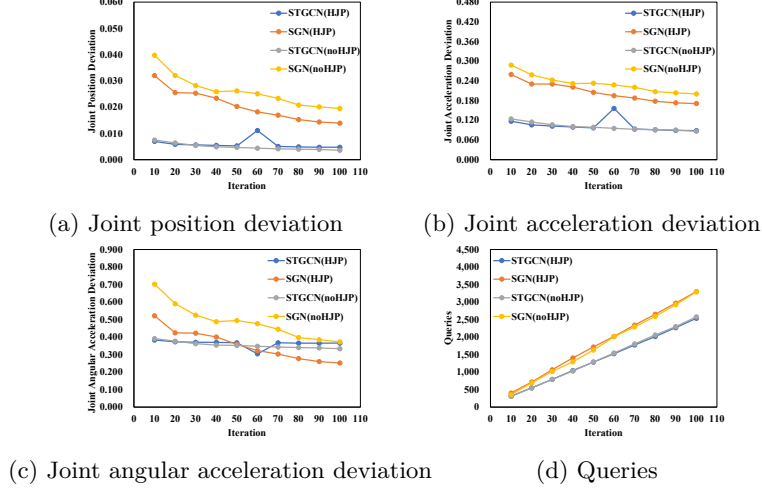 0.060
0.050
0.040
0.030
0.020
0.010
0.000
Joint Position Deviation
STGCN(HJP)
SGN(HJP)
STGCN(noHJP)
SGN(noHJP)
0 10 20 30 40 50 60 70 80 90 100 110
Iteration
(a) Joint position deviation
0.480
0.420
0.360
0.300
0.240
0.180
0.120
0.060
0.000
Joint Acceleration Deviation
STGCN(HJP)
SGN(HJP)
STGCN(noHJP)
SGN(noHJP)
0 10 20 30 40 50 60 70 80 90 100 110
Iteration
(b) Joint acceleration deviation
0.900
0.800
0.700
0.600
0.500
0.400
0.300
0.200
0.100
0.000
Joint Angular Acceleration Deviation
STGCN(HJP)
SGN(HJP)
STGCN(noHJP)
SGN(noHJP)
0 10 20 30 40 50 60 70 80 90 100 110
Iteration
(c) Joint angular acceleration deviation
4,500
4,000
3,500
3,000
2,500
2,000
1,500
1,000
500
0
Queries
STGCN(HJP)
SGN(HJP)
STGCN(noHJP)
SGN(noHJP)
0 10 20 30 40 50 60 70 80 90 100 110
Iteration
(d) Queries